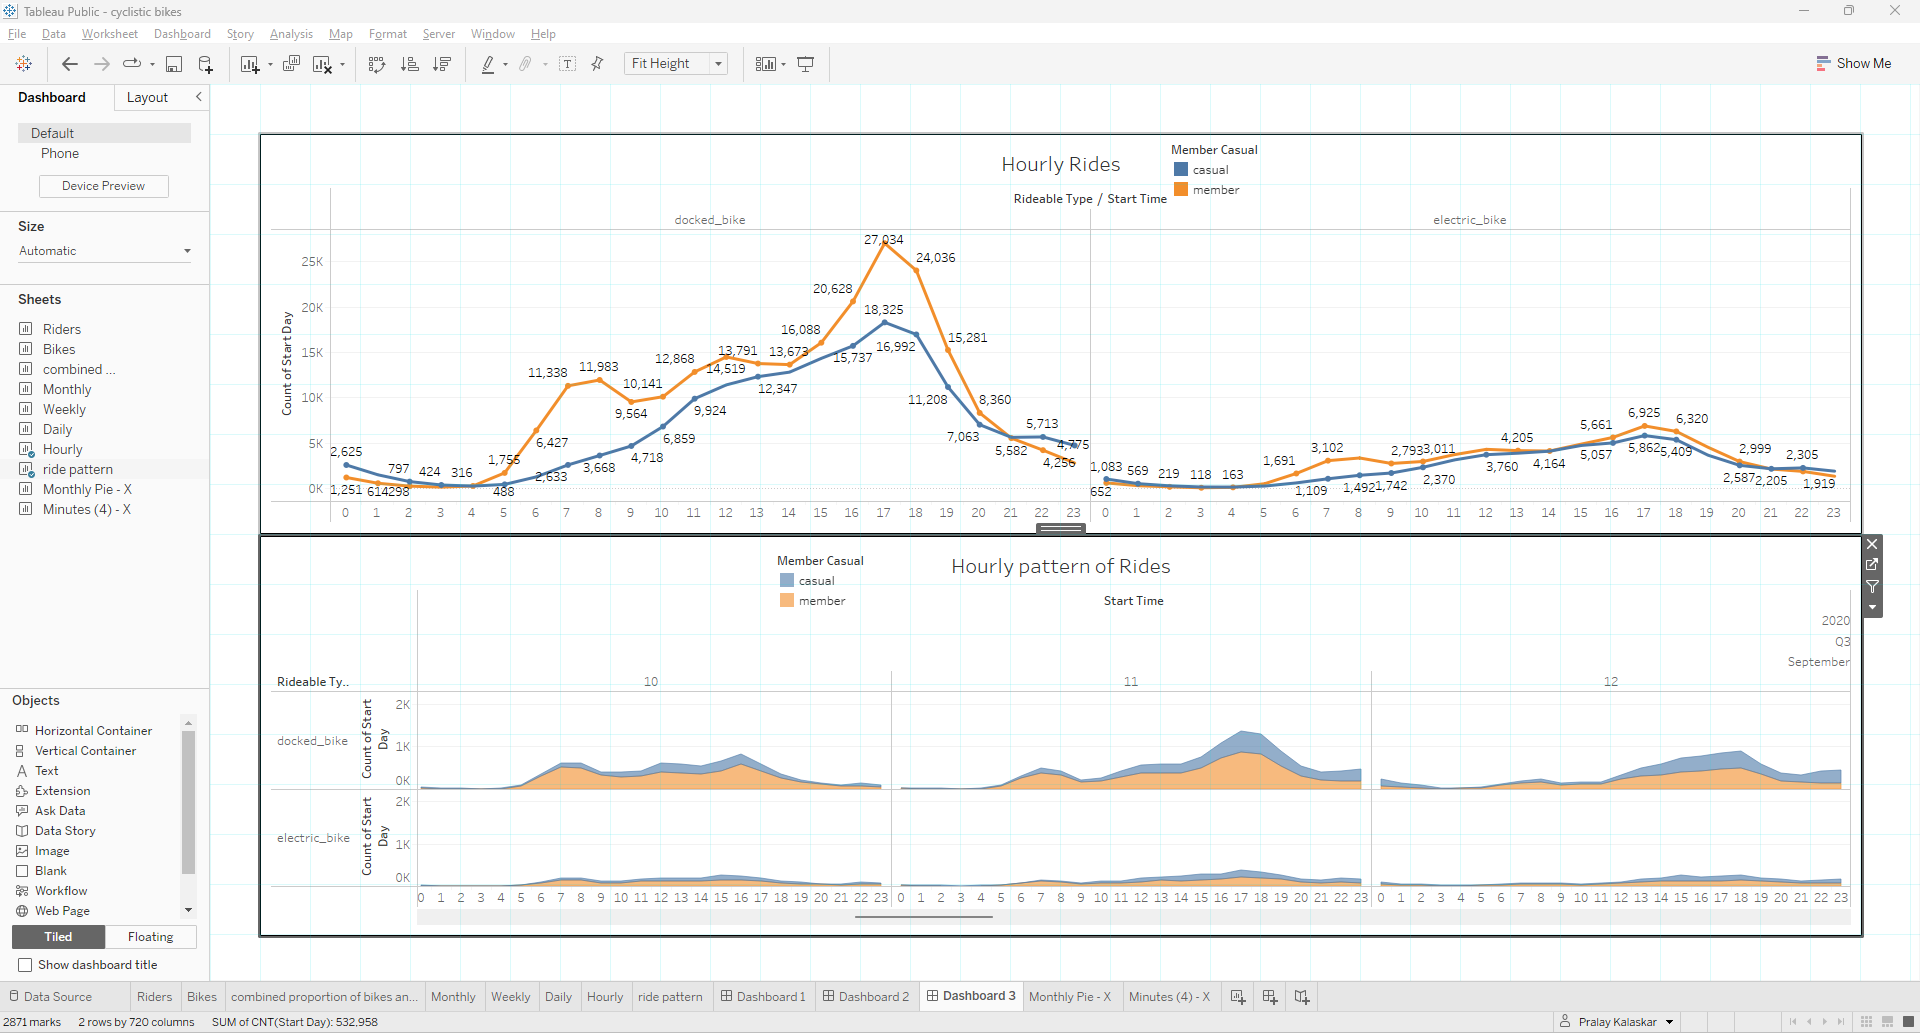 Tableau Public - cyclistic bikes
File Data Worksheet Dashboard Story Analysis Map Format Server Window Help
Fit Height
Show Me
Dashboard Layout
Default
Phone
Device Preview
Size
Automatic
Sheets
Riders
Bikes
combined ...
Monthly
Weekly
Daily
Hourly
ride pattern
Monthly Pie - X
Minutes (4) - X
Objects
Horizontal Container
Vertical Container
Text
Extension
Ask Data
Data Story
Image
Blank
Workflow
Web Page
Tiled Floating
Show dashboard title
Hourly Rides
Member Casual
casual
member
Rideable Type / Start Time
docked_bike electric_bike
Count of Start Day
25K
20K
15K
10K
5K
0K
27,034
24,036
20,628
18,325
16,088
15,281
16,992
15,737
13,791 13,673
12,868
14,519
11,338 11,983
10,141
12,347
9,564
9,924
11,208
8,360
6,427
6,859
7,063
5,713
4,775
5,582
4,256
4,718
3,668
2,633
2,625
797 424 316 1,755
1,251 614 298 488
6,925
6,320
5,661
4,205
5,862 5,409
5,057
4,164
3,760
3,102
2,793 3,011
2,999
2,305
2,370
2,587 2,205 1,919
1,691
1,109 1,492 1,742
1,083 569 219 118 163
652
0 1 2 3 4 5 6 7 8 9 10 11 12 13 14 15 16 17 18 19 20 21 22 23 0 1 2 3 4 5 6 7 8 9 10 11 12 13 14 15 16 17 18 19 20 21 22 23
Member Casual
casual
member
Hourly pattern of Rides
Start Time
2020
Q3
September
Rideable Ty.. 10 11 12
docked_bike
Count of Start
Day
2K
1K
0K
electric_bike
Count of Start
Day
2K
1K
0K
0 1 2 3 4 5 6 7 8 9 10 11 12 13 14 15 16 17 18 19 20 21 22 23 0 1 2 3 4 5 6 7 8 9 10 11 12 13 14 15 16 17 18 19 20 21 22 23 0 1 2 3 4 5 6 7 8 9 10 11 12 13 14 15 16 17 18 19 20 21 22 23
Data Source Riders Bikes combined proportion of bikes an... Monthly Weekly Daily Hourly ride pattern Dashboard 1 Dashboard 2 Dashboard 3 Monthly Pie - X Minutes (4) - X
2871 marks 2 rows by 720 columns SUM of CNT(Start Day): 532,958 Pralay Kalaskar